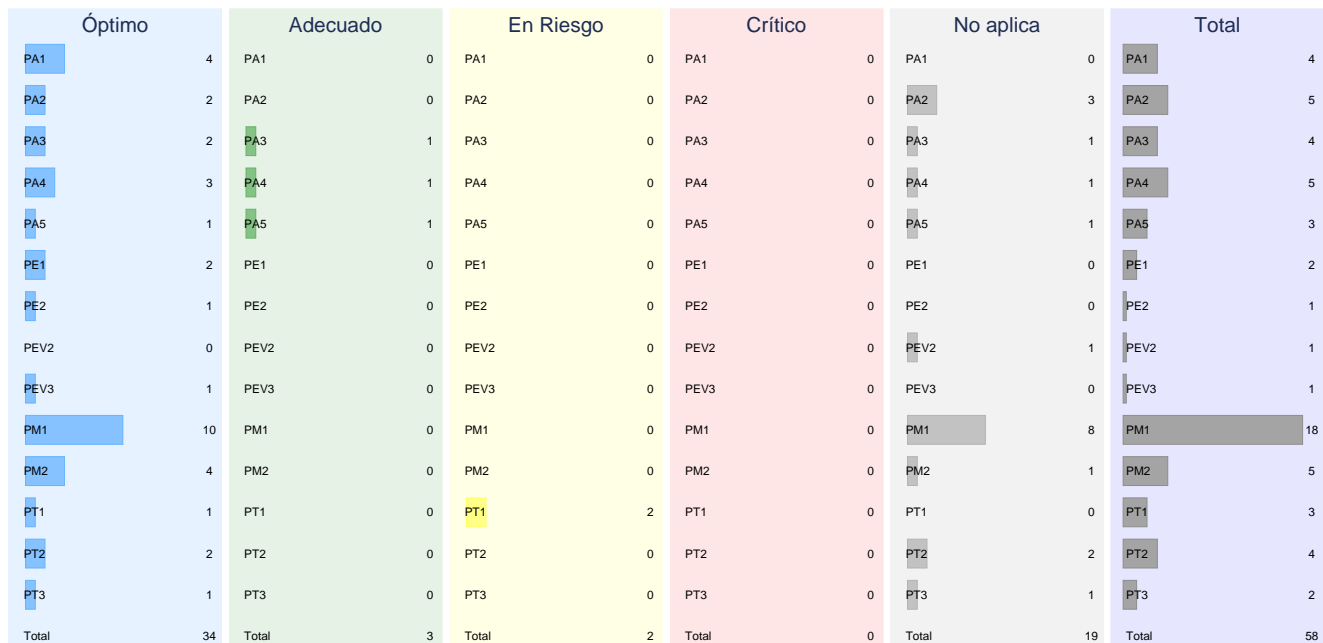 Óptimo Adecuado En Riesgo Crítico No aplica Total
PA1 4 PA1 0 PA1 0 PA1 0 PA1 0 PA1 4
PA2 2 PA2 0 PA2 0 PA2 0 PA2 3 PA2 5
PA3 2 PA3 1 PA3 0 PA3 0 PA3 1 PA3 4
PA4 3 PA4 1 PA4 0 PA4 0 PA4 1 PA4 5
PA5 1 PA5 1 PA5 0 PA5 0 PA5 1 PA5 3
PE1 2 PE1 0 PE1 0 PE1 0 PE1 0 PE1 2
PE2 1 PE2 0 PE2 0 PE2 0 PE2 0 PE2 1
PEV2 0 PEV2 0 PEV2 0 PEV2 0 PEV2 1 PEV2 1
PEV3 1 PEV3 0 PEV3 0 PEV3 0 PEV3 0 PEV3 1
PM1 10 PM1 0 PM1 0 PM1 0 PM1 8 PM1 18
PM2 4 PM2 0 PM2 0 PM2 0 PM2 1 PM2 5
PT1 1 PT1 0 PT1 2 PT1 0 PT1 0 PT1 3
PT2 2 PT2 0 PT2 0 PT2 0 PT2 2 PT2 4
PT3 1 PT3 0 PT3 0 PT3 0 PT3 1 PT3 2
Total 34 Total 3 Total 2 Total 0 Total 19 Total 58